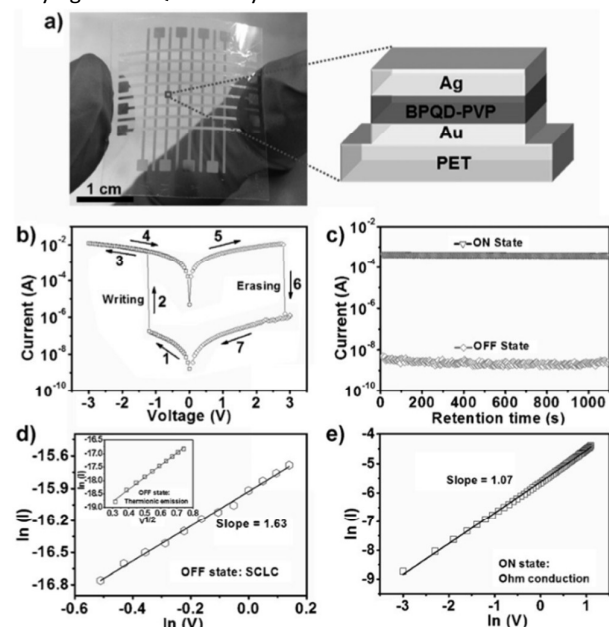 a)
Ag
BPQD-PVP
Au
PET
1 cm
b)
10⁻²
10⁻⁴
10⁻⁶
10⁻⁸
10⁻¹⁰
Current (A)
4
3
5
Writing
2
Erasing
6
1
7
-3 -2 -1 0 1 2 3
Voltage (V)
c)
10⁻²
10⁻⁴
10⁻⁶
10⁻⁸
10⁻¹⁰
Current (A)
ON State
OFF State
0 200 400 600 800 1000
Retention time (s)
d)
-15.6
-16.0
-16.4
-16.8
ln (I)
-16.5
-17.0
-17.5
-18.0
-18.5
-19.0
ln (I)
OFF state:
Thermionic emission
0.3 0.4 0.5 0.6 0.7 0.8
V1/2
Slope = 1.63
OFF state: SCLC
-0.6 -0.4 -0.2 0.0 0.2
ln (V)
e)
-4
-5
-6
-7
-8
-9
ln (I)
Slope = 1.07
ON state:
Ohm conduction
-3 -2 -1 0 1
ln (V)